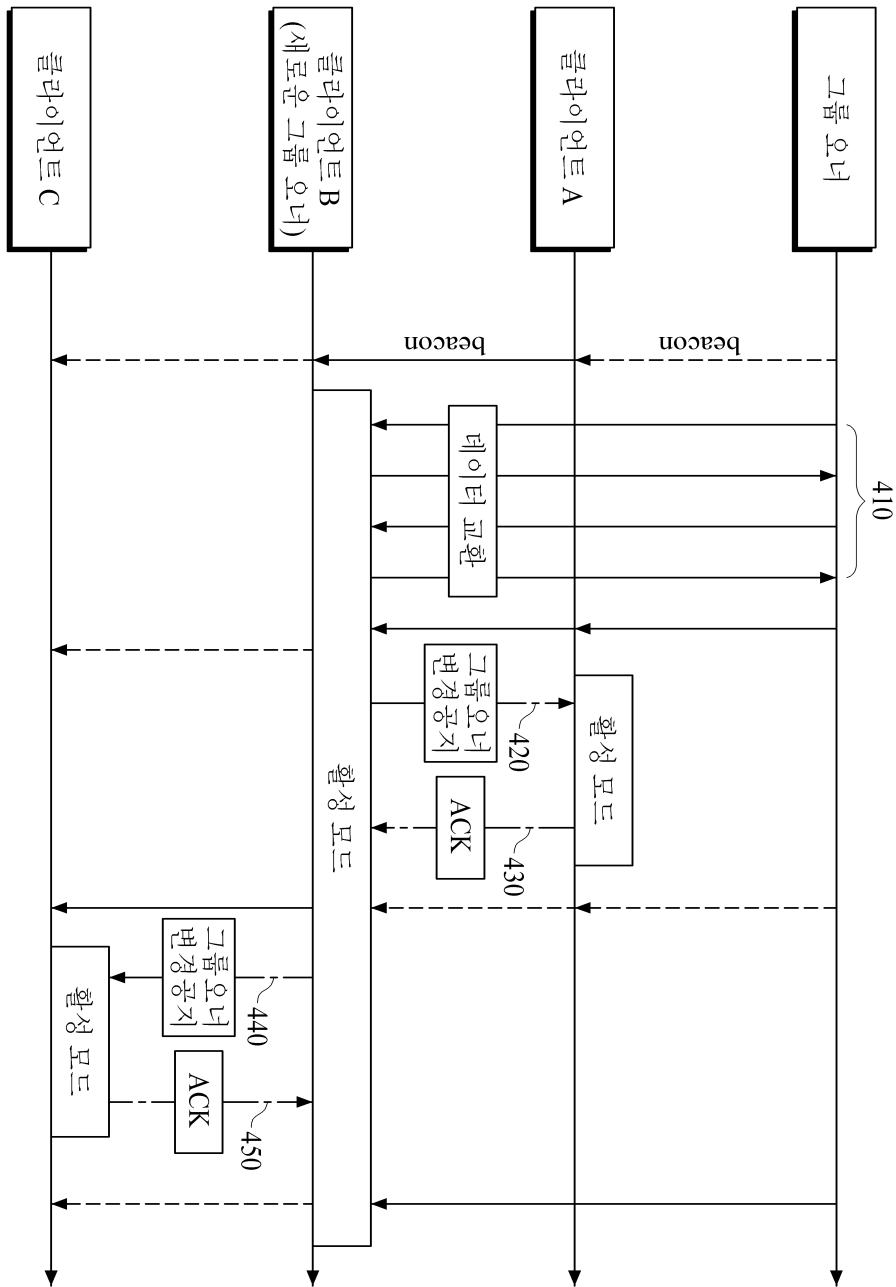 그룹 오너
클라이언트 A
클라이언트 B
(새로운 그룹 오너)
클라이언트 C
beacon
beacon
410
데이터 교환
그룹오너
변경공지
420
활성 모드
활성 모드
ACK
430
그룹오너
변경공지
440
활성 모드
ACK
450